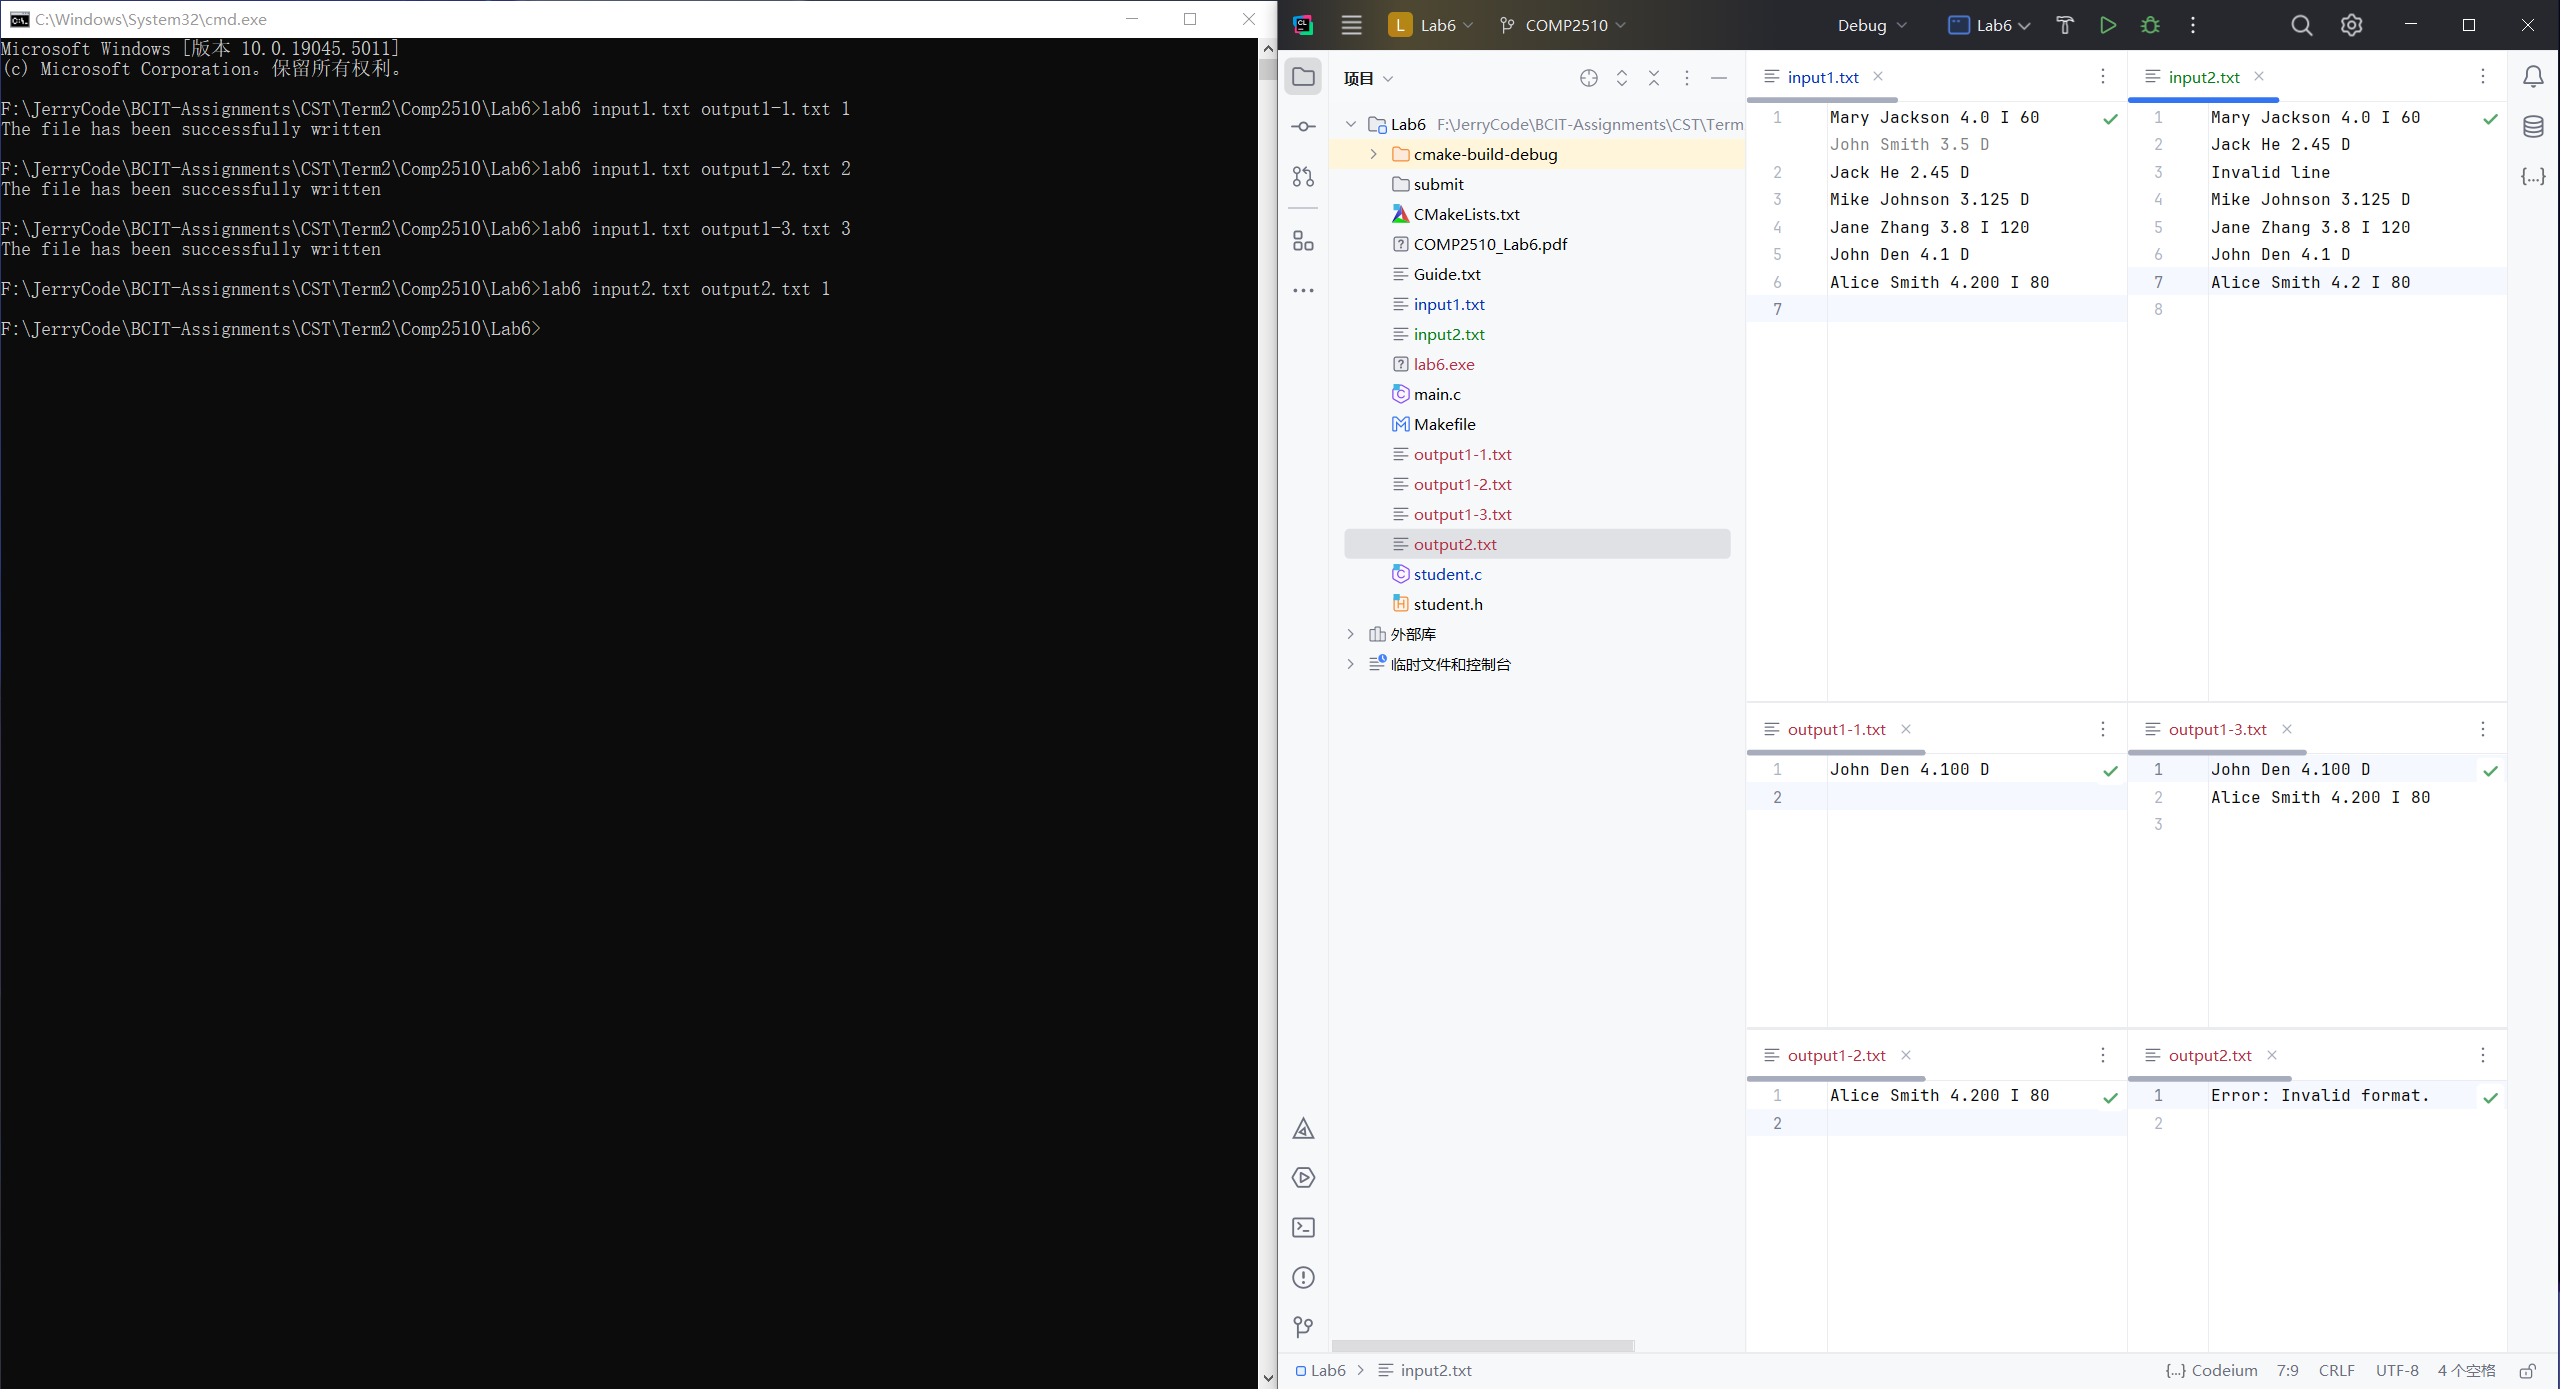 C:\Windows\System32\cmd.exe
Microsoft Windows [版本 10.0.19045.5011]
(c) Microsoft Corporation。保留所有权利。
F:\JerryCode\BCIT-Assignments\CST\Term2\Comp2510\Lab6>lab6 input1.txt output1-1.txt 1
The file has been successfully written
F:\JerryCode\BCIT-Assignments\CST\Term2\Comp2510\Lab6>lab6 input1.txt output1-2.txt 2
The file has been successfully written
F:\JerryCode\BCIT-Assignments\CST\Term2\Comp2510\Lab6>lab6 input1.txt output1-3.txt 3
The file has been successfully written
F:\JerryCode\BCIT-Assignments\CST\Term2\Comp2510\Lab6>lab6 input2.txt output2.txt 1
F:\JerryCode\BCIT-Assignments\CST\Term2\Comp2510\Lab6>
L Lab6 COMP2510 Debug Lab6
项目
Lab6 F:\JerryCode\BCIT-Assignments\CST\Term
cmake-build-debug
submit
CMakeLists.txt
COMP2510_Lab6.pdf
Guide.txt
input1.txt
input2.txt
lab6.exe
main.c
Makefile
output1-1.txt
output1-2.txt
output1-3.txt
output2.txt
student.c
student.h
外部库
临时文件和控制台
input1.txt
1 Mary Jackson 4.0 I 60
John Smith 3.5 D
2 Jack He 2.45 D
3 Mike Johnson 3.125 D
4 Jane Zhang 3.8 I 120
5 John Den 4.1 D
6 Alice Smith 4.200 I 80
7
input2.txt
1 Mary Jackson 4.0 I 60
2 Jack He 2.45 D
3 Invalid line
4 Mike Johnson 3.125 D
5 Jane Zhang 3.8 I 120
6 John Den 4.1 D
7 Alice Smith 4.2 I 80
8
output1-1.txt
1 John Den 4.100 D
2
output1-3.txt
1 John Den 4.100 D
2 Alice Smith 4.200 I 80
3
output1-2.txt
1 Alice Smith 4.200 I 80
2
output2.txt
1 Error: Invalid format.
2
Lab6 > input2.txt
{...} Codeium 7:9 CRLF UTF-8 4 个空格